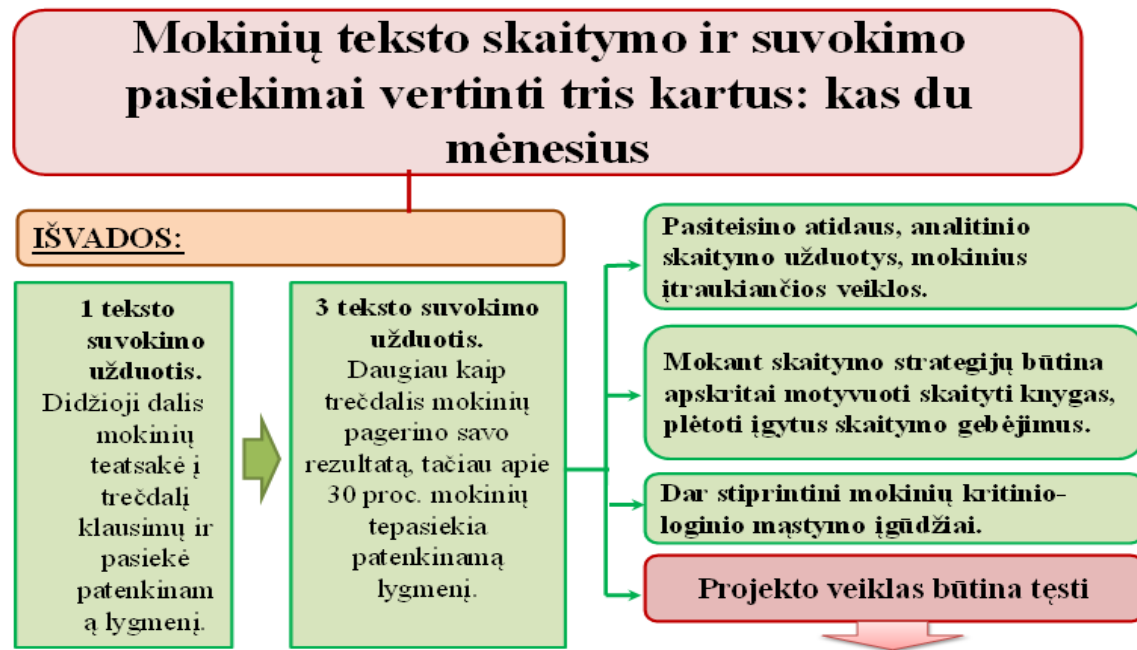 Mokinių teksto skaitymo ir suvokimo
pasiekimai vertinti tris kartus: kas du
mėnesius
IŠVADOS:
1 teksto
suvokimo
užduotis.
Didžioji dalis
mokinių
teatsakė į
trečdalį
klausimų ir
pasiekė
patenkinam
ą lygmenį.
3 teksto suvokimo
užduotis.
Daugiau kaip
trečdalis mokinių
pagerino savo
rezultatą, tačiau apie
30 proc. mokinių
tepasiekia
patenkinamą
lygmenį.
Pasiteisino atidaus, analitinio
skaitymo užduotys, mokinius
įtraukiančios veiklos.
Mokant skaitymo strategijų būtina
apskritai motyvuoti skaityti knygas,
plėtoti įgytus skaitymo gebėjimus.
Dar stiprintini mokinių kritinio-
loginio mąstymo įgūdžiai.
Projekto veiklas būtina tęsti